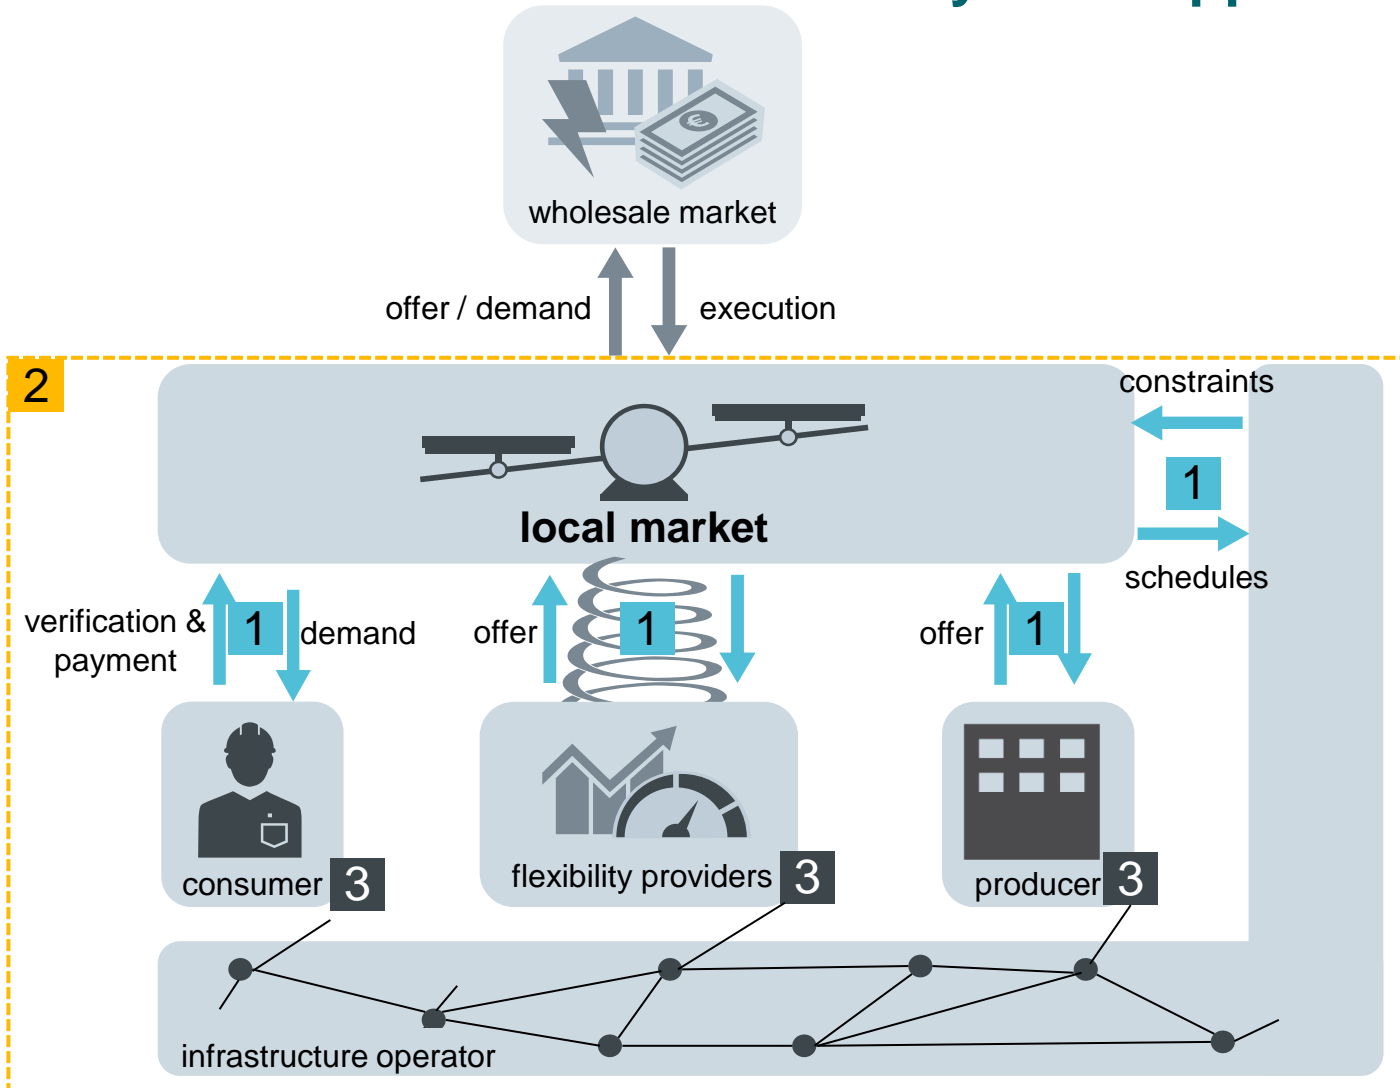 wholesale market
offer / demand
execution
2
constraints
1
local market
schedules
verification &
payment
1
demand
offer
1
offer
1
consumer
3
flexibility providers
3
producer
3
infrastructure operator